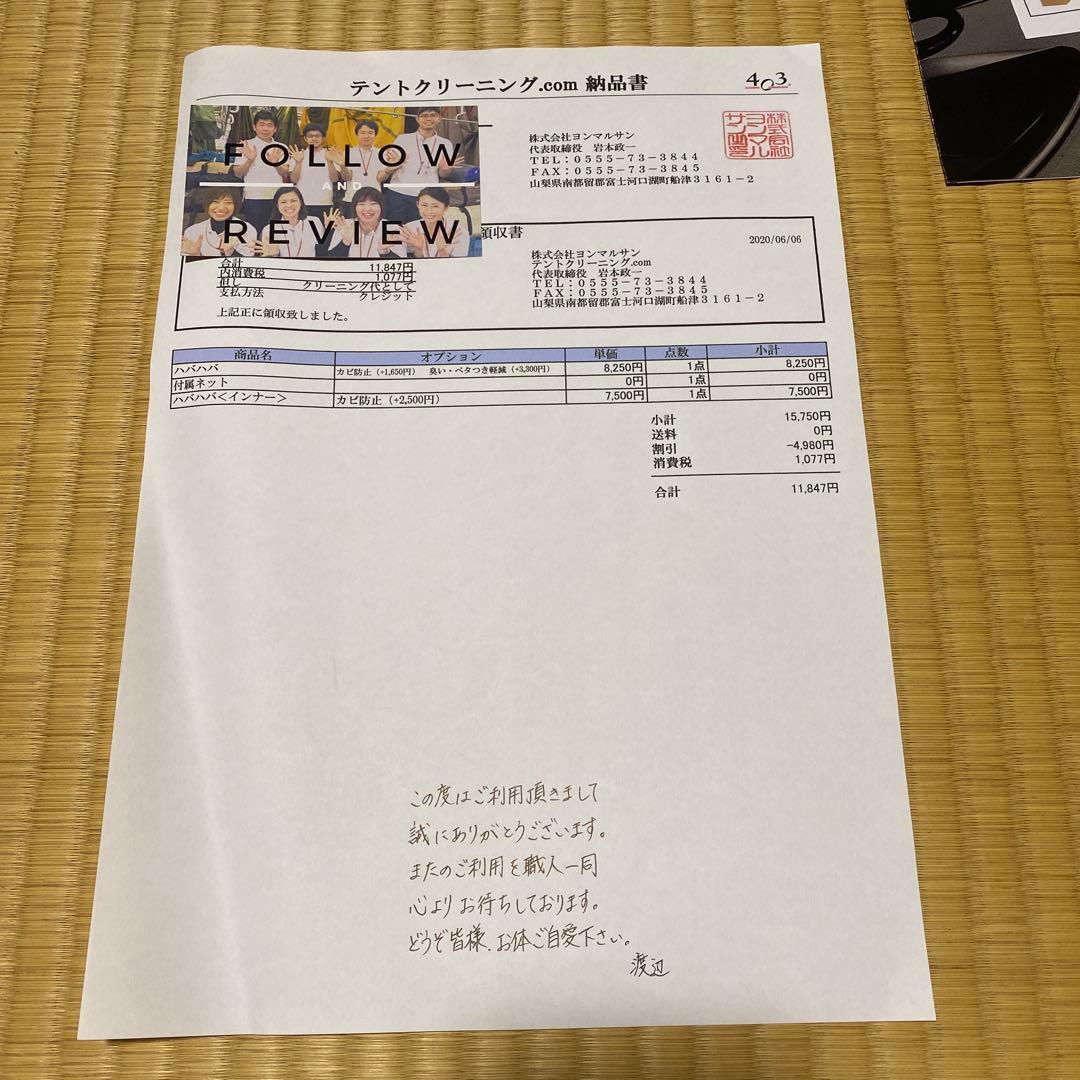 テントクリーニング.com 納品書
403
FOLLOW
AND
REVIEW
株式会社ヨンマルサン
代表取締役 岩本政一
TEL：0555-73-3844
FAX：0555-73-3845
山梨県南都留郡富士河口湖町船津3161-2
株式会社
ヨンマル
サン
領収書
2020/06/06
合計 11,847円
内消費税 1,077円
但し クリーニング代として
支払方法 クレジット
上記正に領収致しました。
株式会社ヨンマルサン
テントクリーニング.com
代表取締役 岩本政一
TEL：0555-73-3844
FAX：0555-73-3845
山梨県南都留郡富士河口湖町船津3161-2
商品名 オプション 単価 点数 小計
ハバハバ カビ防止（+1,650円） 臭い・ベタつき軽減（+3,300円） 8,250円 1点 8,250円
付属ネット 0円 1点 0円
ハバハバ＜インナー＞ カビ防止（+2,500円） 7,500円 1点 7,500円
小計 15,750円
送料 0円
割引 -4,980円
消費税 1,077円
合計 11,847円
この度はご利用頂きまして
誠にありがとうございます。
またのご利用を職人一同
心よりお待ちしております。
どうぞ皆様、お体ご自愛下さい。
渡辺